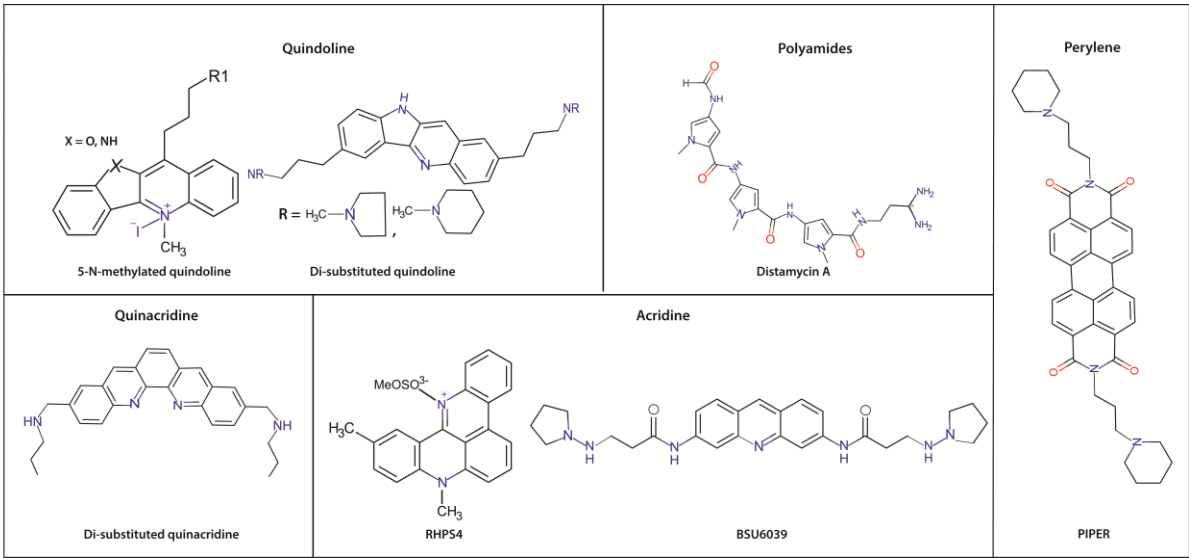 Quindoline
R1
X = O, NH
X
N+
-I
CH3
5-N-methylated quindoline
H
N
N
NR
NR
R = H3C N , H3C N
Di-substituted quindoline
Polyamides
H O
NH
N
O NH
N
O
H N
N
O
H N
NH2
NH2
Distamycin A
Perylene
N
O N O
O N O
N
PIPER
Quinacridine
N N
NH
NH
Di-substituted quinacridine
Acridine
MeOSO3-
N+
H3C
N
CH3
RHPS4
O O
N N H
N H
N
N H
N H N
BSU6039